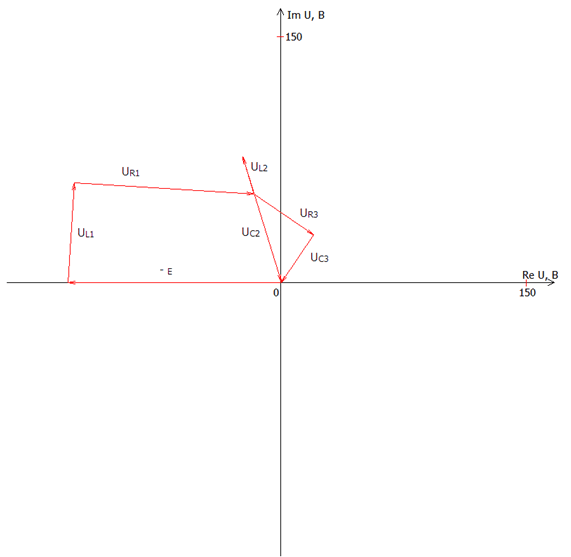 Im U, B
150
UL2
UR1
UR3
UL1
UC2
UC3
- E
Re U, B
0
150